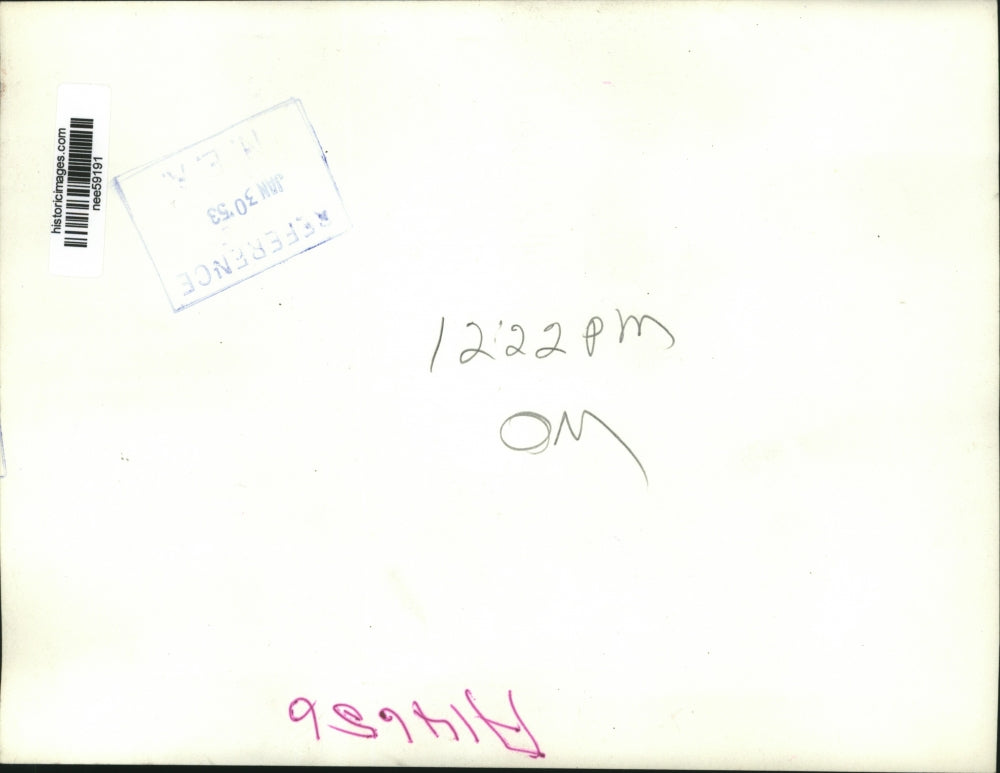 historicimages.com
nee59191
REFERENCE
JAN 30 '53
N.E.A.
12:22 PM
OM